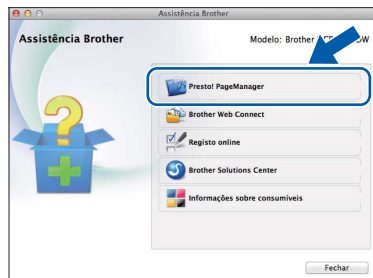 Assistência Brother
Assistência Brother
Modelo: Brother
Presto! PageManager
Brother Web Connect
Registo online
Brother Solutions Center
Informações sobre consumíveis
Fechar